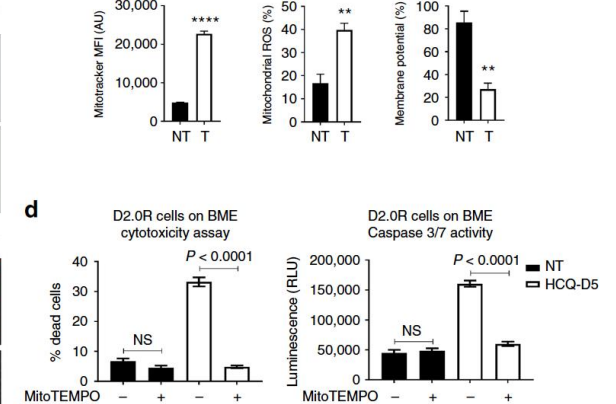 Mitotracker MFI (AU)
30,000
20,000
10,000
0
****
NT T
Mitochondrial ROS (%)
50
40
30
20
10
0
**
NT T
Membrane potential (%)
100
80
60
40
20
0
**
NT T
d
D2.0R cells on BME
cytotoxicity assay
% dead cells
40
30
20
10
0
NS
P < 0.0001
MitoTEMPO – + – +
D2.0R cells on BME
Caspase 3/7 activity
Luminescence (RLU)
200,000
150,000
100,000
50,000
0
NS
P < 0.0001
MitoTEMPO – + – +
NT
HCQ-D5